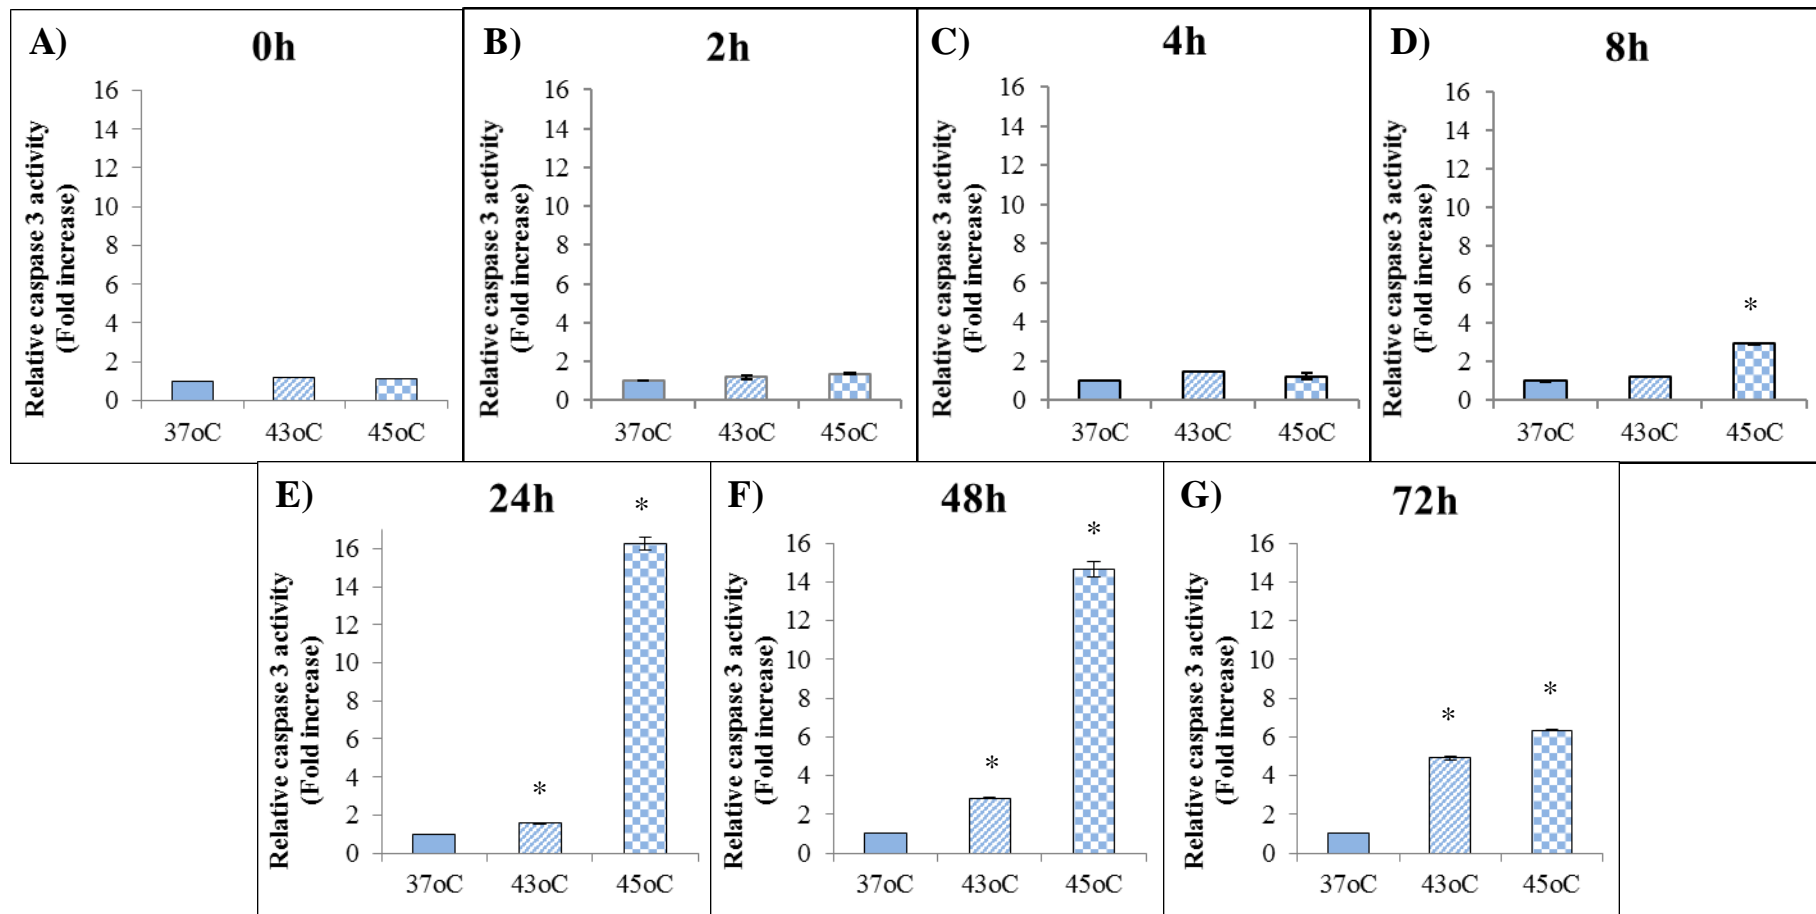 A) 0h
Relative caspase 3 activity
(Fold increase)
16
14
12
10
8
6
4
2
0
37oC 43oC 45oC
B) 2h
Relative caspase 3 activity
(Fold increase)
16
14
12
10
8
6
4
2
0
37oC 43oC 45oC
C) 4h
Relative caspase 3 activity
(Fold increase)
16
14
12
10
8
6
4
2
0
37oC 43oC 45oC
D) 8h
Relative caspase 3 activity
(Fold increase)
16
14
12
10
8
6
4
2
0
*
37oC 43oC 45oC
E) 24h
Relative caspase 3 activity
(Fold increase)
*
16
14
12
10
8
6
4
*
2
0
37oC 43oC 45oC
F) 48h
Relative caspase 3 activity
(Fold increase)
*
16
14
12
10
8
6
*
4
2
0
37oC 43oC 45oC
G) 72h
Relative caspase 3 activity
(Fold increase)
16
14
12
10
8
* *
6
4
2
0
37oC 43oC 45oC